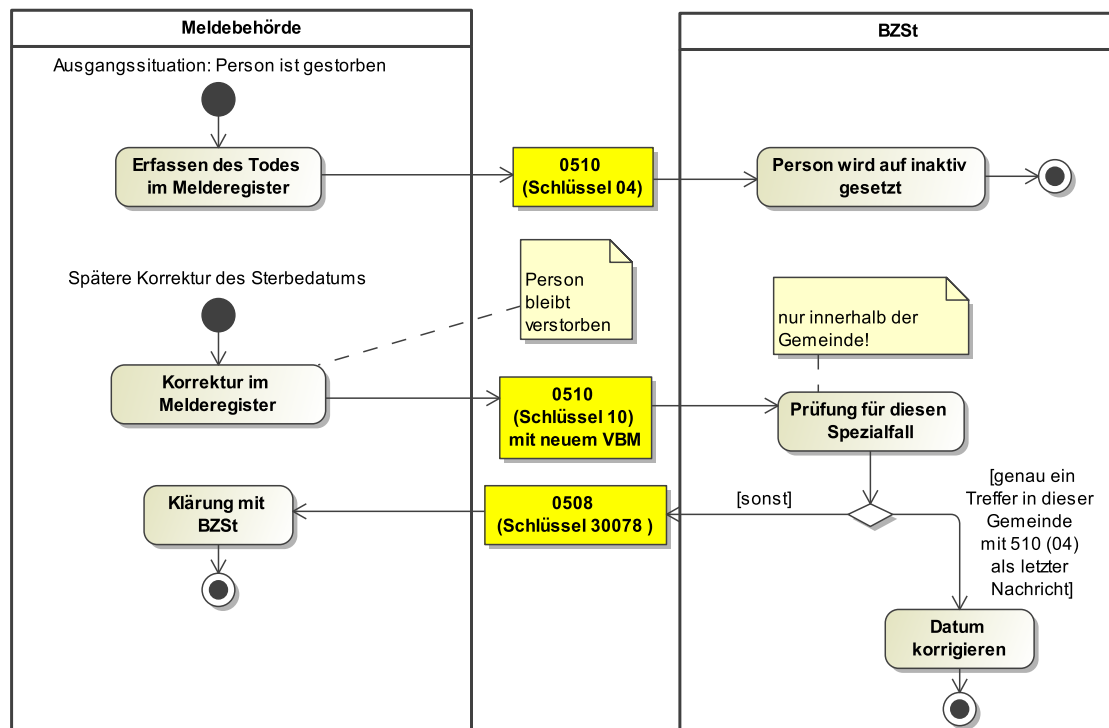 Meldebehörde
BZSt
Ausgangssituation: Person ist gestorben
Erfassen des Todes
im Melderegister
0510
(Schlüssel 04)
Person wird auf inaktiv
gesetzt
Spätere Korrektur des Sterbedatums
Person
bleibt
verstorben
nur innerhalb der
Gemeinde!
Korrektur im
Melderegister
0510
(Schlüssel 10)
mit neuem VBM
Prüfung für diesen
Spezialfall
Klärung mit
BZSt
0508
(Schlüssel 30078 )
[sonst]
[genau ein
Treffer in dieser
Gemeinde
mit 510 (04)
als letzter
Nachricht]
Datum
korrigieren